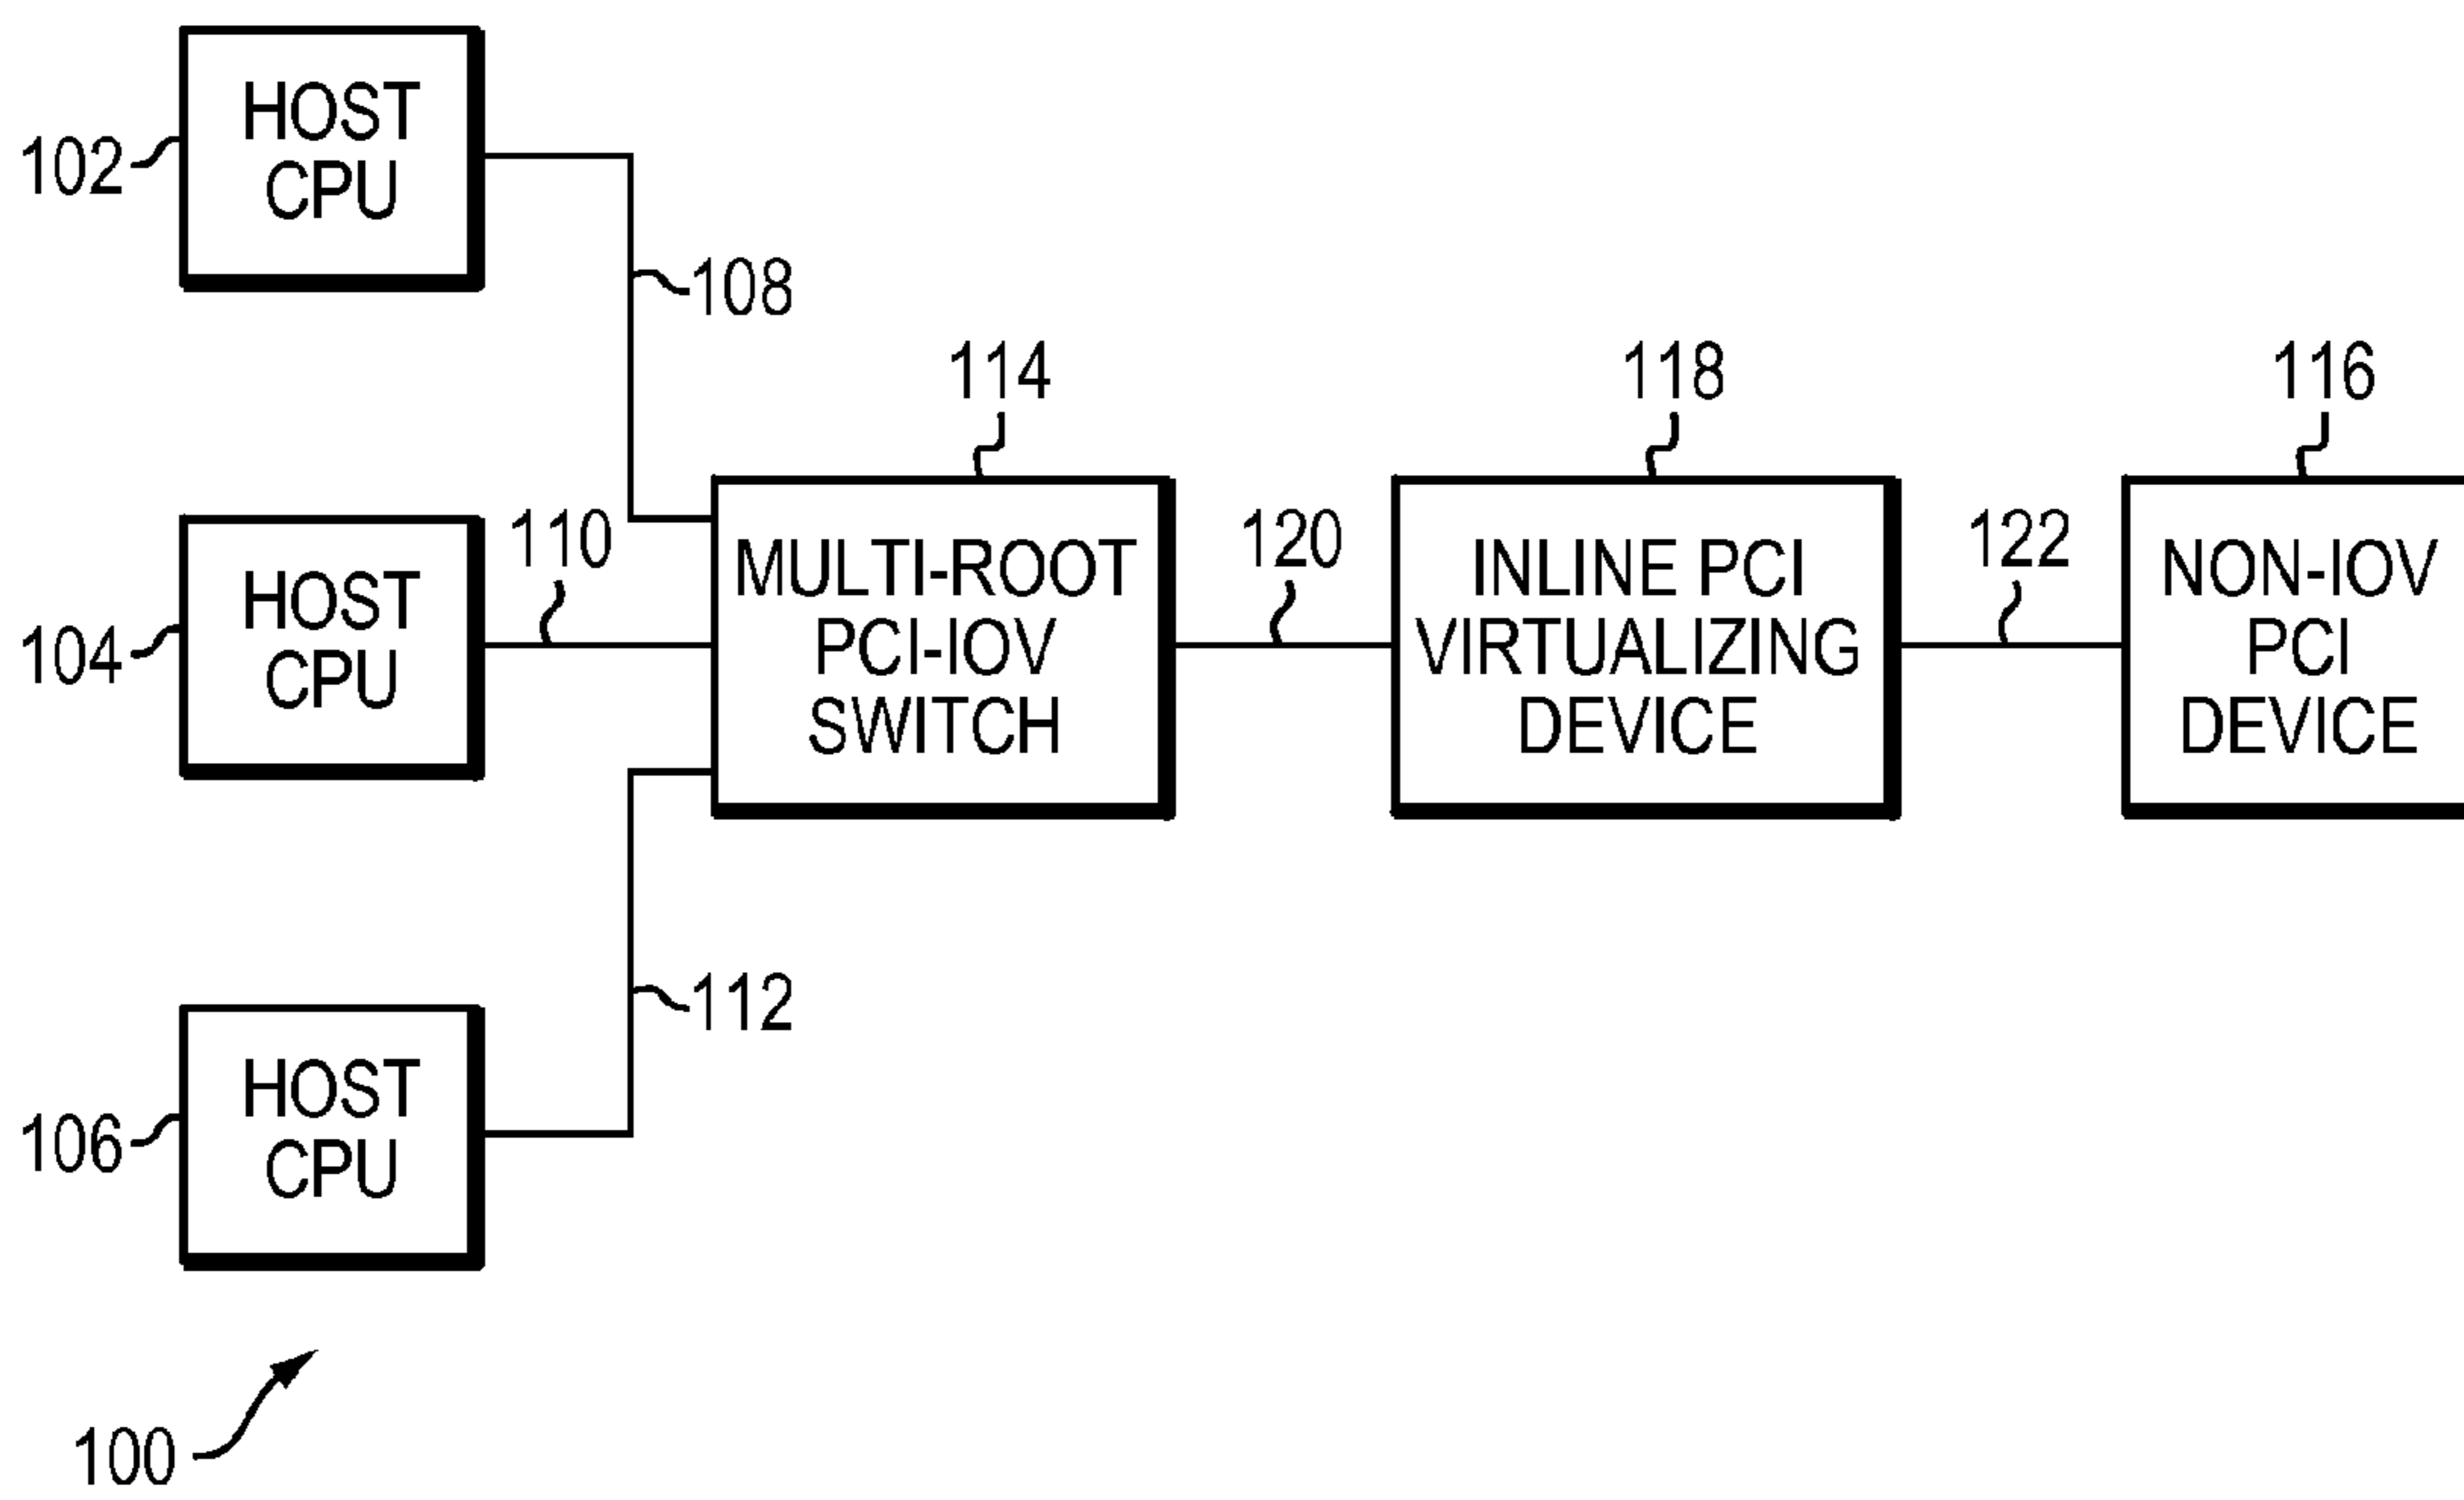 HOST
CPU
102
108
114
118
116
HOST
CPU
104
110
MULTI-ROOT
PCI-IOV
SWITCH
120
INLINE PCI
VIRTUALIZING
DEVICE
122
NON-IOV
PCI
DEVICE
112
HOST
CPU
106
100